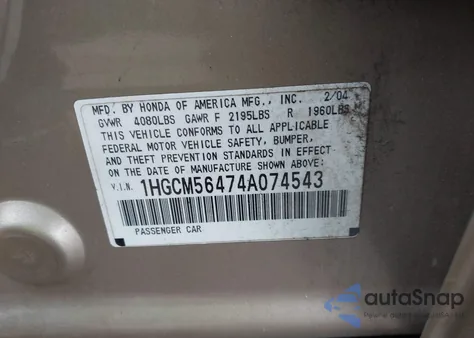 MFD. BY HONDA OF AMERICA MFG., INC. 2/04
GVWR 4080LBS GAWR F 2195LBS R 1960LBS
THIS VEHICLE CONFORMS TO ALL APPLICABLE
FEDERAL MOTOR VEHICLE SAFETY, BUMPER,
AND THEFT PREVENTION STANDARDS IN EFFECT
ON THE DATE OF MANUFACTURE SHOWN ABOVE:
V.I.N. 1HGCM56474A074543
PASSENGER CAR
autoSnap